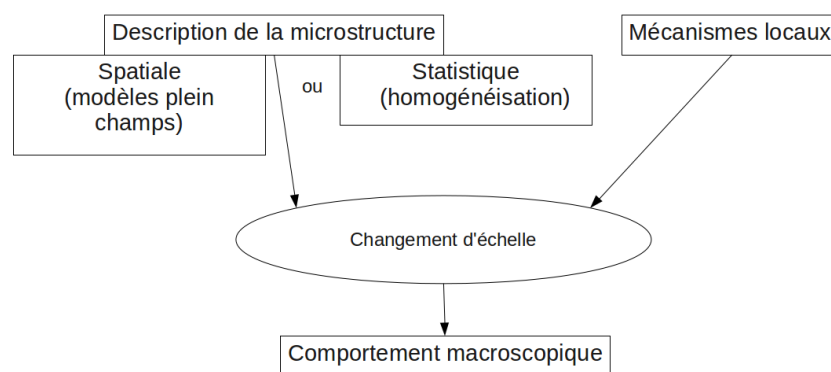 Description de la microstructure
Mécanismes locaux
Spatiale
(modèles plein
champs)
ou
Statistique
(homogénéisation)
Changement d'échelle
Comportement macroscopique